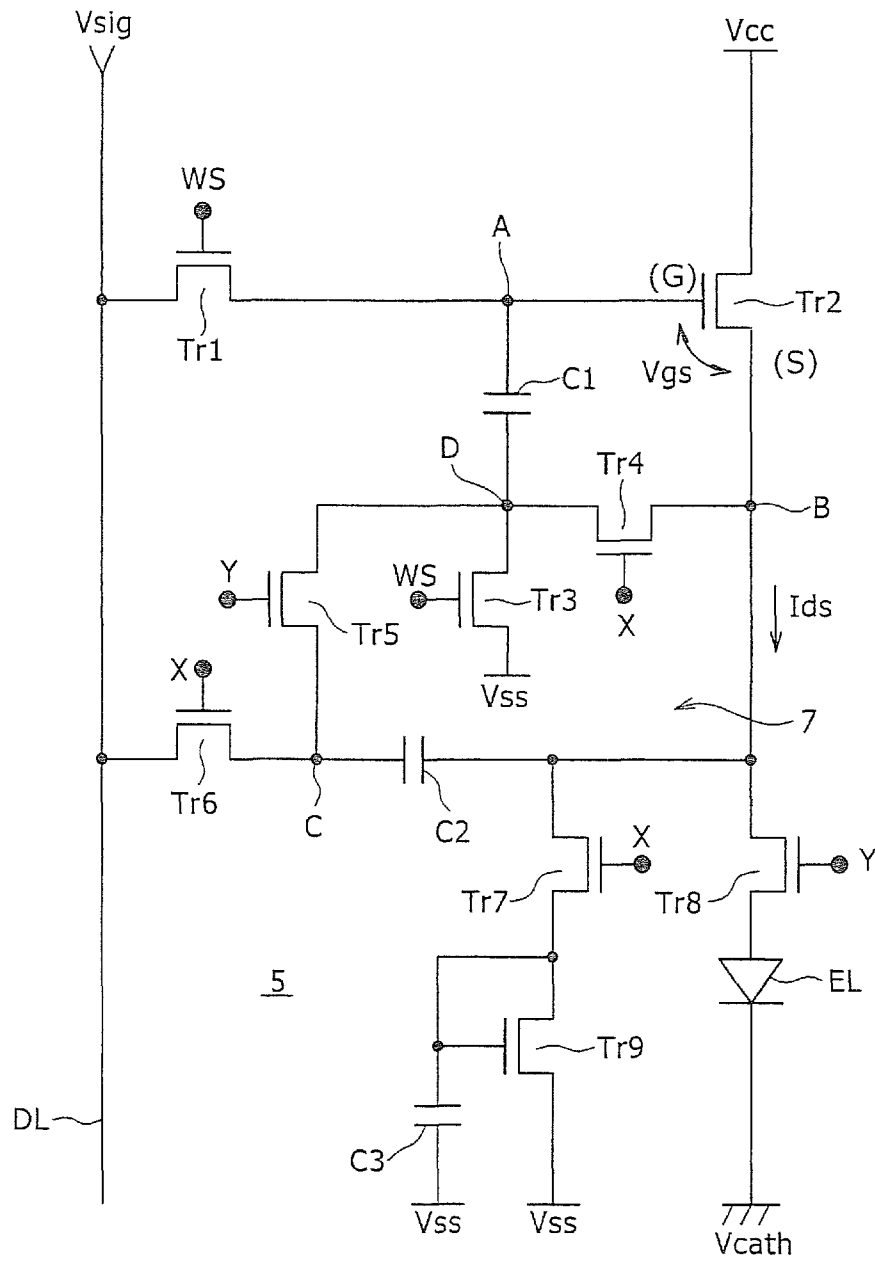 Vsig
Vcc
WS
A
(G)
Tr2
Tr1
Vgs
(S)
C1
D
Tr4
B
Y
WS
Tr3
Tr5
X
Ids
X
Vss
7
Tr6
C
C2
X
Y
Tr7
Tr8
5
EL
Tr9
DL
C3
Vss
Vss
Vcath